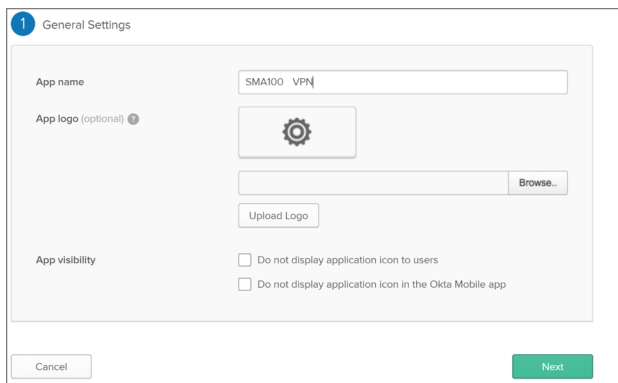 1 General Settings
App name
SMA100 VPN
App logo (optional) ?
Browse..
Upload Logo
App visibility
Do not display application icon to users
Do not display application icon in the Okta Mobile app
Cancel
Next